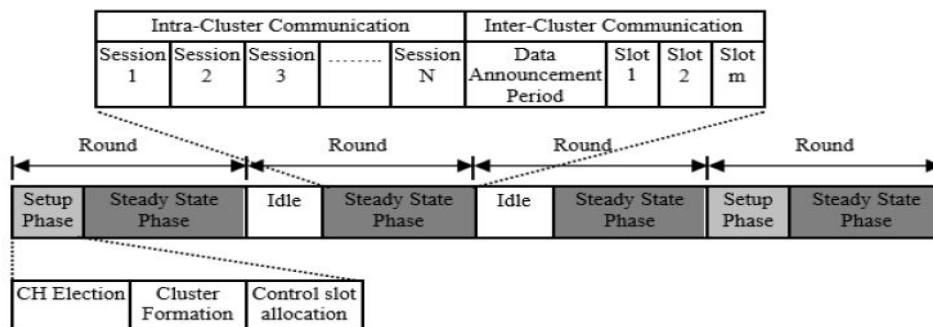 Intra-Cluster Communication Inter-Cluster Communication
Session Session Session ........ Session Data Slot Slot Slot
1 2 3 N Announcement 1 2 m
Period
Round Round Round Round
Setup Steady State Idle Steady State Idle Steady State Setup Steady State
Phase Phase Phase Phase Phase Phase
CH Election Cluster Control slot
Formation allocation